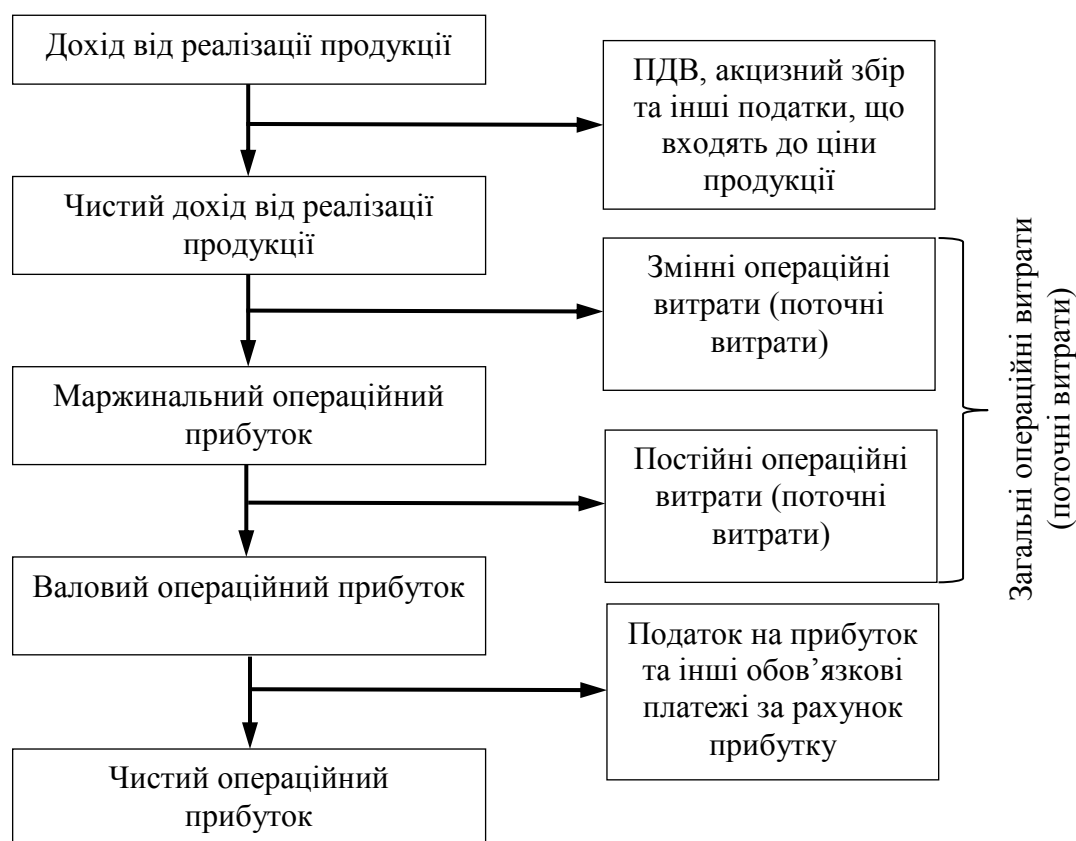 Дохід від реалізації продукції
ПДВ, акцизний збір
та інші податки, що
входять до ціни
продукції
Чистий дохід від реалізації
продукції
Змінні операційні
витрати (поточні
витрати)
Маржинальний операційний
прибуток
Постійні операційні
витрати (поточні
витрати)
Загальні операційні витрати
(поточні витрати)
Валовий операційний прибуток
Податок на прибуток
та інші обов’язкові
платежі за рахунок
прибутку
Чистий операційний
прибуток